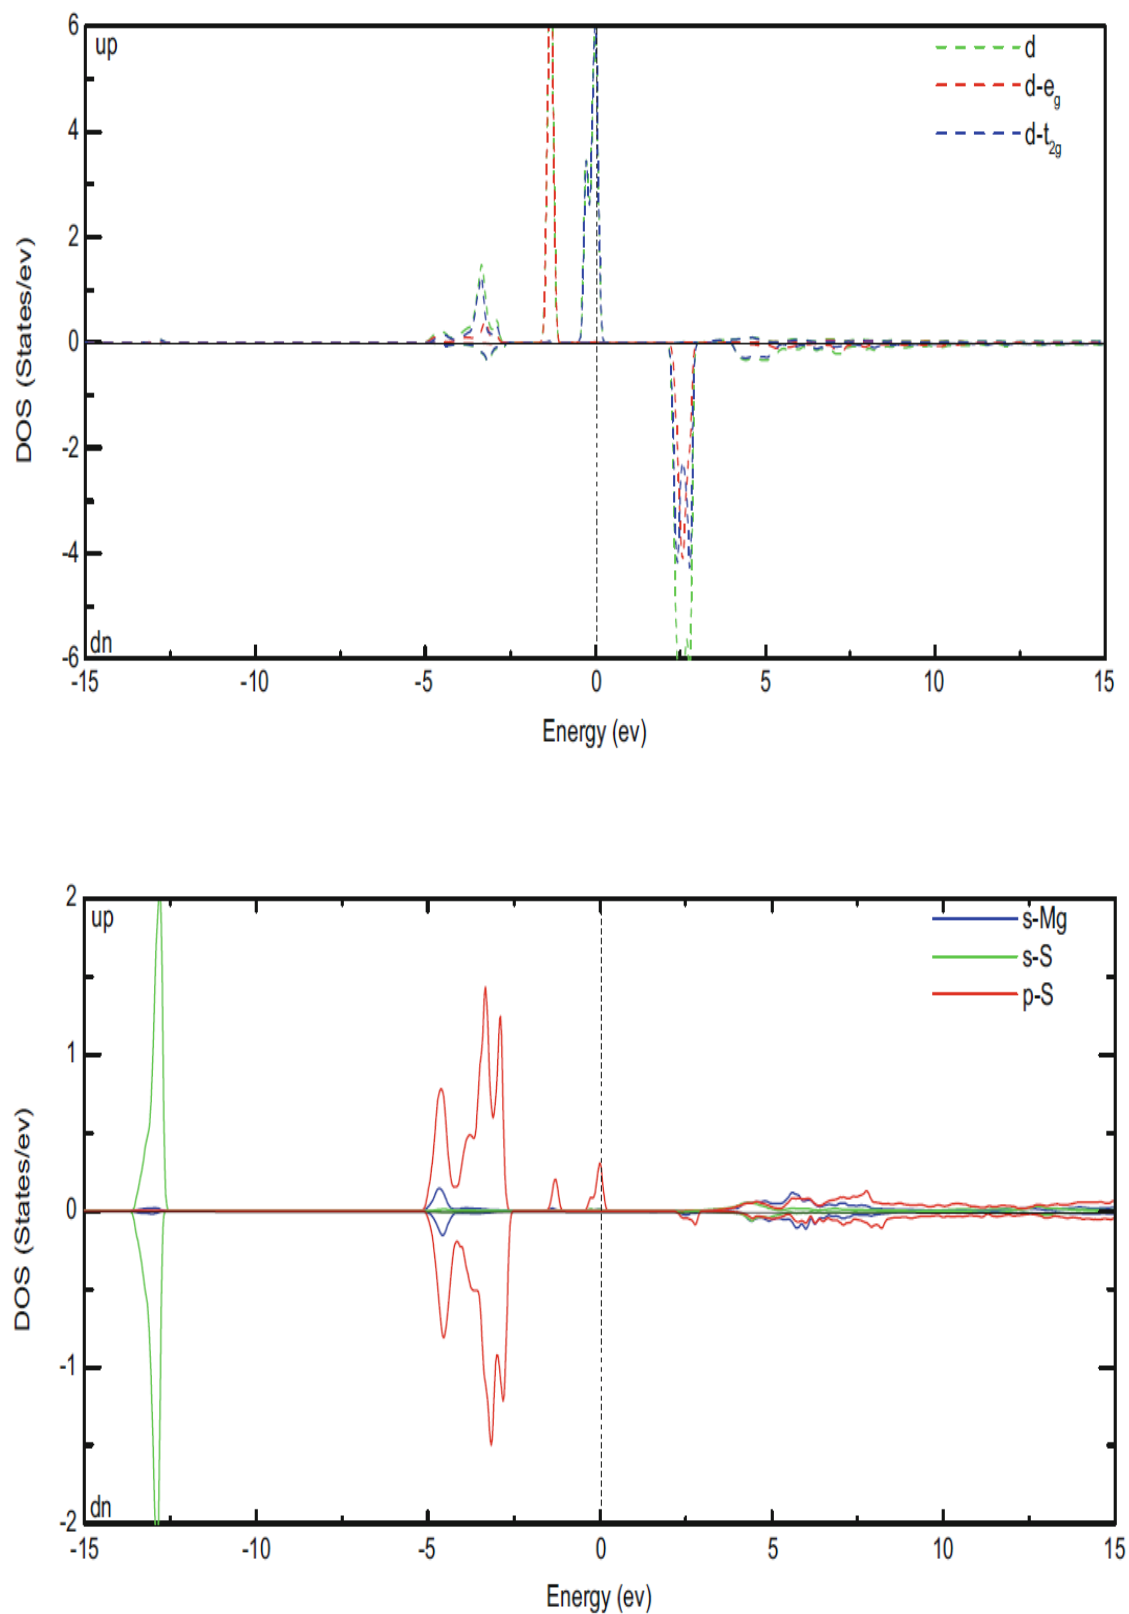 6
up
d
d-e_g
4
d-t_2g
2
DOS (States/ev)
0
-2
-4
dn
-6
-15 -10 -5 0 5 10 15
Energy (ev)
2
up
s-Mg
s-S
p-S
1
DOS (States/ev)
0
-1
dn
-2
-15 -10 -5 0 5 10 15
Energy (ev)